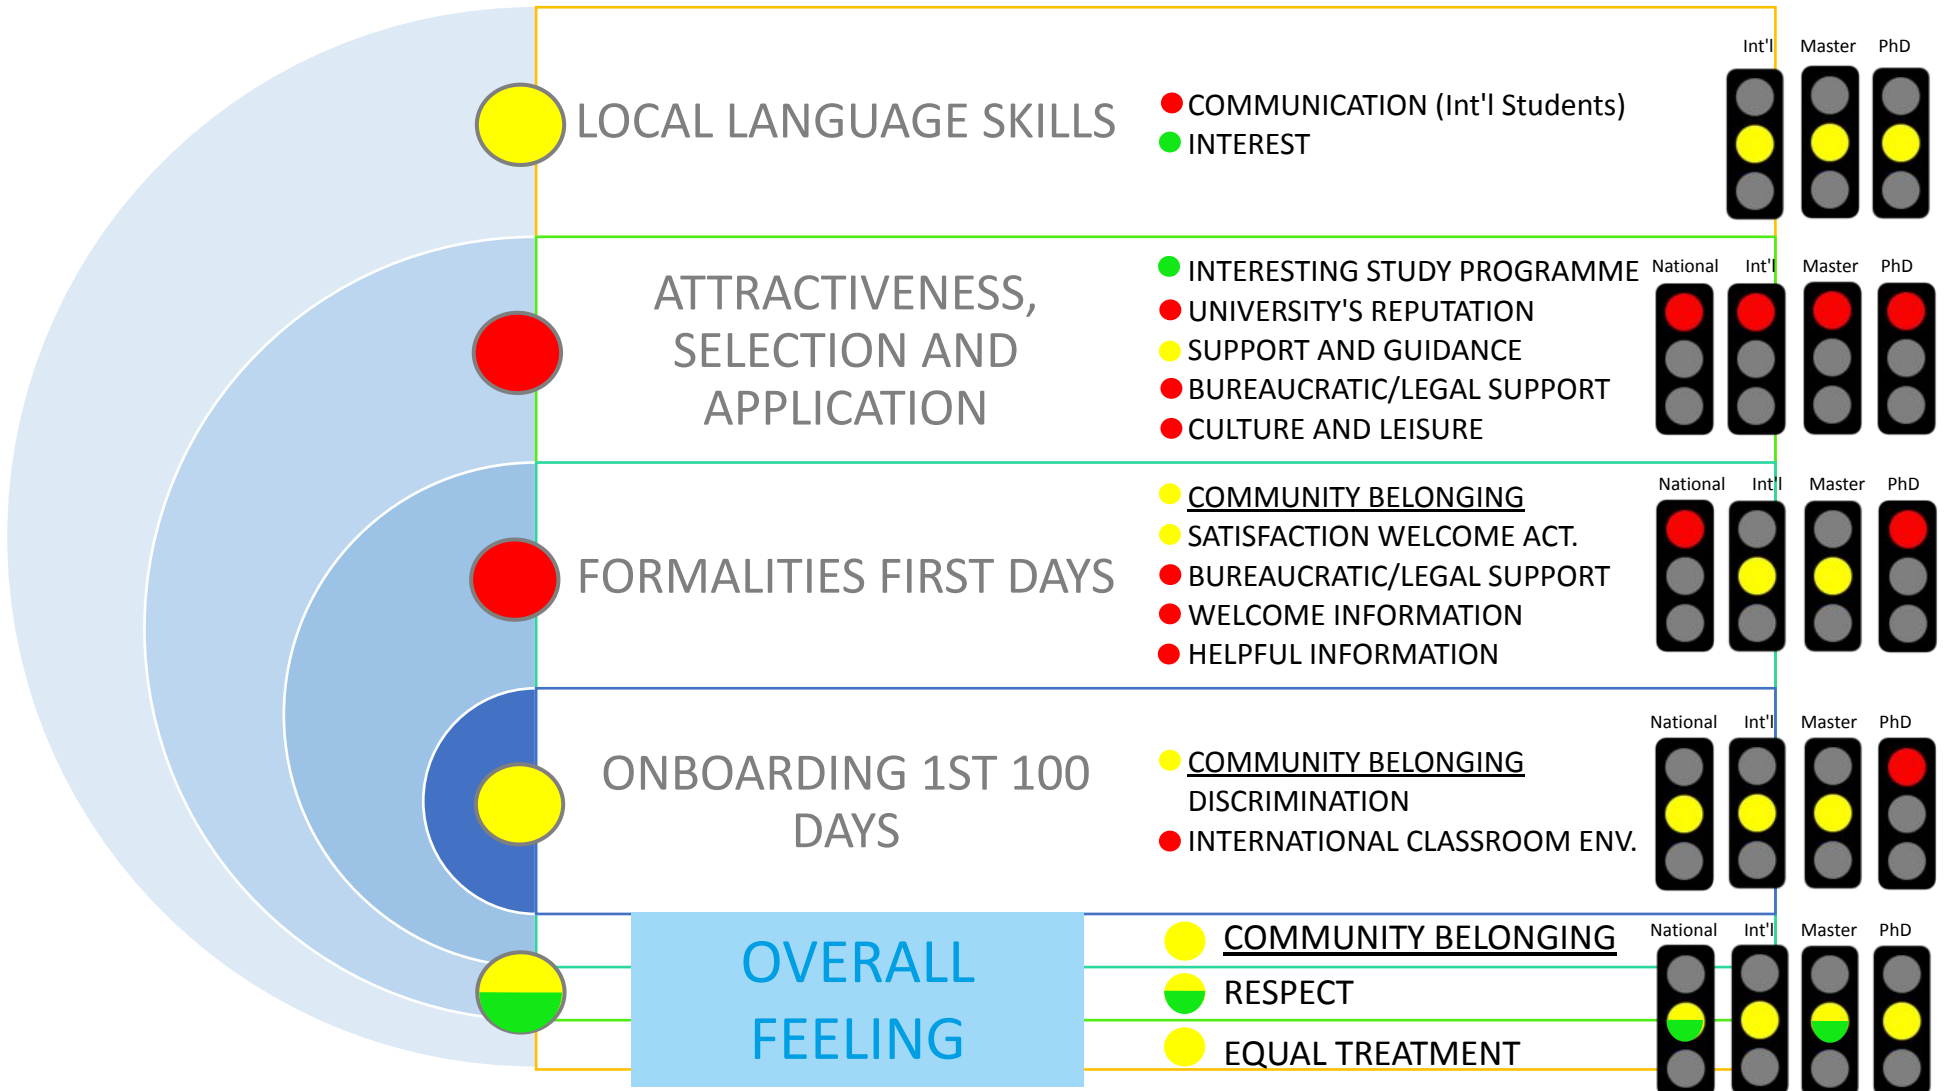 Int'l Master PhD
LOCAL LANGUAGE SKILLS
COMMUNICATION (Int'l Students)
INTEREST
National Int'l Master PhD
ATTRACTIVENESS,
SELECTION AND
APPLICATION
INTERESTING STUDY PROGRAMME
UNIVERSITY'S REPUTATION
SUPPORT AND GUIDANCE
BUREAUCRATIC/LEGAL SUPPORT
CULTURE AND LEISURE
National Int'l Master PhD
FORMALITIES FIRST DAYS
COMMUNITY BELONGING
SATISFACTION WELCOME ACT.
BUREAUCRATIC/LEGAL SUPPORT
WELCOME INFORMATION
HELPFUL INFORMATION
National Int'l Master PhD
ONBOARDING 1ST 100
DAYS
COMMUNITY BELONGING
DISCRIMINATION
INTERNATIONAL CLASSROOM ENV.
National Int'l Master PhD
OVERALL
FEELING
COMMUNITY BELONGING
RESPECT
EQUAL TREATMENT